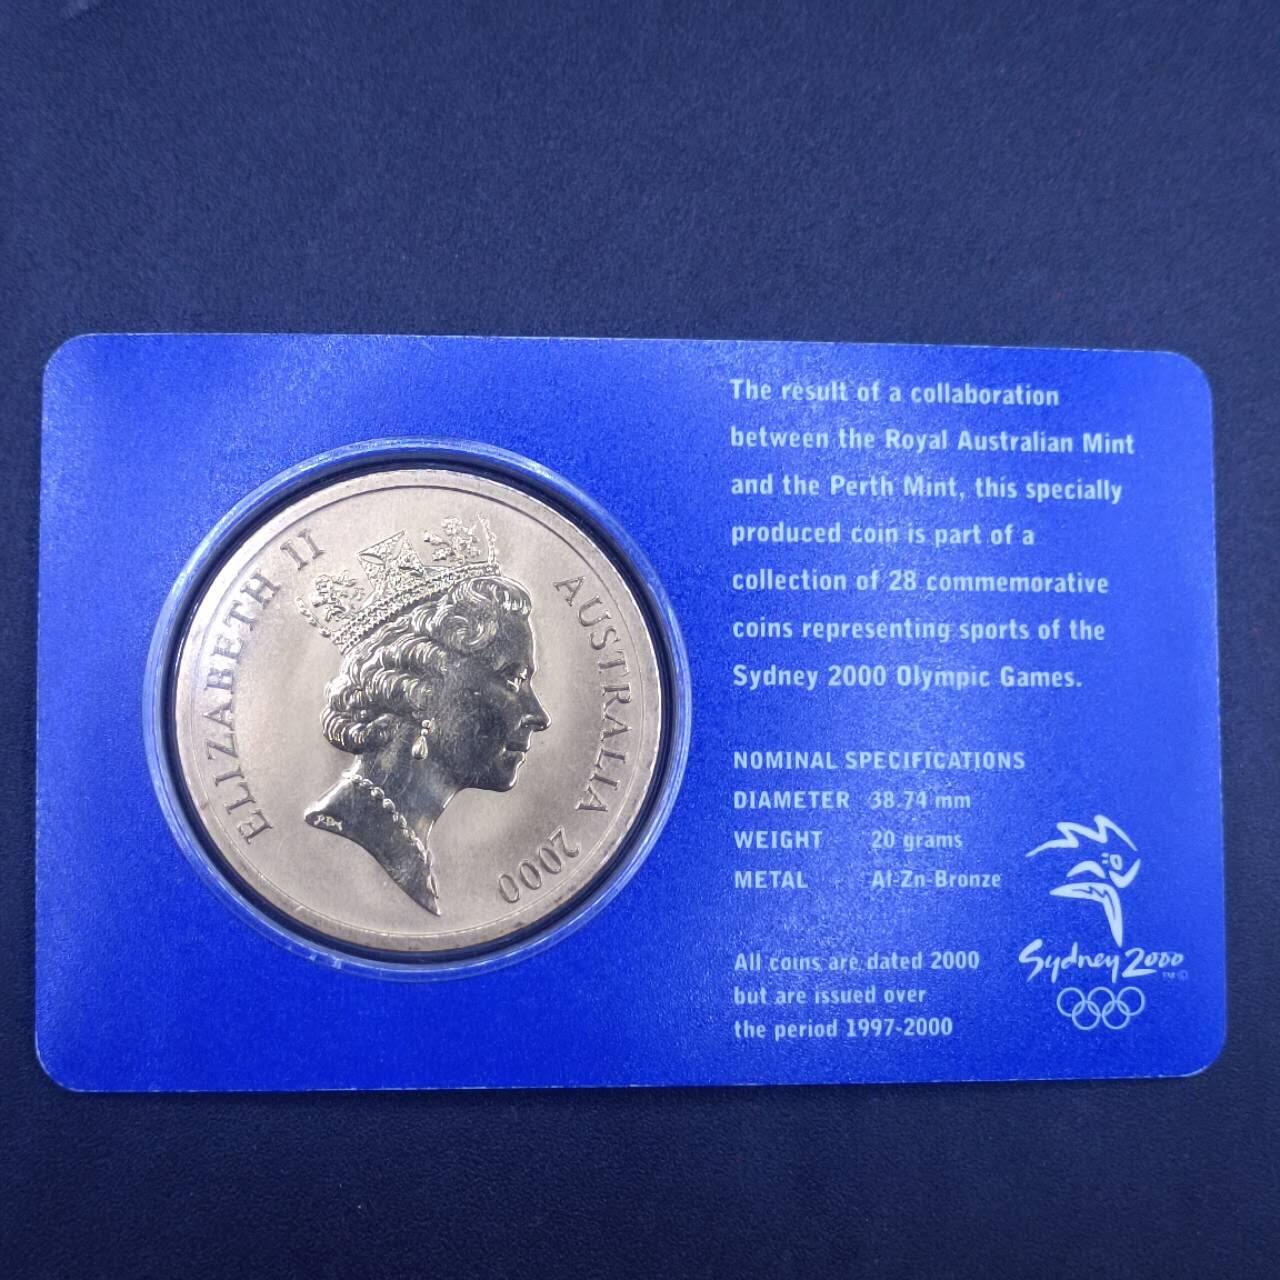 ELIZABETH II
AUSTRALIA 2000
RDM
The result of a collaboration
between the Royal Australian Mint
and the Perth Mint, this specially
produced coin is part of a
collection of 28 commemorative
coins representing sports of the
Sydney 2000 Olympic Games.
NOMINAL SPECIFICATIONS
DIAMETER 38.74 mm
WEIGHT 20 grams
METAL Al-Zn-Bronze
All coins are dated 2000
but are issued over
the period 1997-2000
Sydney 2000
TM©